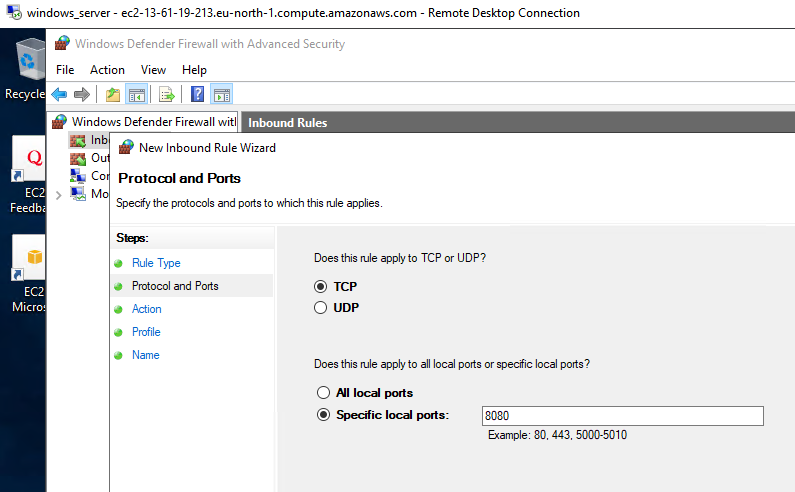 windows_server - ec2-13-61-19-213.eu-north-1.compute.amazonaws.com - Remote Desktop Connection
Windows Defender Firewall with Advanced Security
File Action View Help
Recycle
Windows Defender Firewall wit
Inbound Rules
Inb
Out
Con
Mo
New Inbound Rule Wizard
Protocol and Ports
Specify the protocols and ports to which this rule applies.
Steps:
Rule Type
Protocol and Ports
Action
Profile
Name
Does this rule apply to TCP or UDP?
TCP
UDP
Does this rule apply to all local ports or specific local ports?
All local ports
Specific local ports: 8080
Example: 80, 443, 5000-5010
Q
EC2
Feedba
EC2
Micros